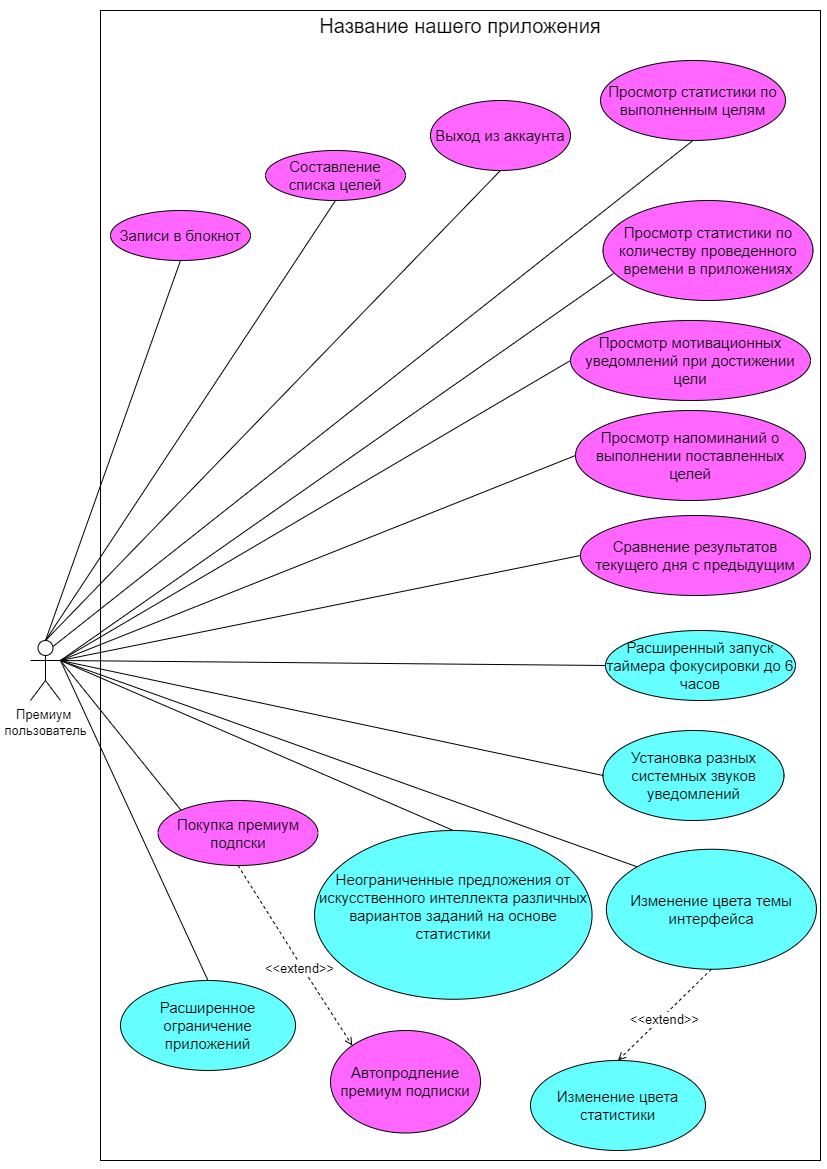 Название нашего приложения
Просмотр статистики по
выполненным целям
Выход из аккаунта
Составление
списка целей
Записи в блокнот
Просмотр статистики по
количеству проведенного
времени в приложениях
Просмотр мотивационных
уведомлений при достижении
цели
Просмотр напоминаний о
выполнении поставленных
целей
Сравнение результатов
текущего дня с предыдущим
Расширенный запуск
таймера фокусировки до 6
часов
Премиум
пользователь
Установка разных
системных звуков
уведомлений
Покупка премиум
подпски
Неограниченные предложения от
искусственного интеллекта различных
вариантов заданий на основе
статистики
Изменение цвета темы
интерфейса
<<extend>>
Расширенное
ограничение
приложений
<<extend>>
Автопродление
премиум подписки
Изменение цвета
статистики